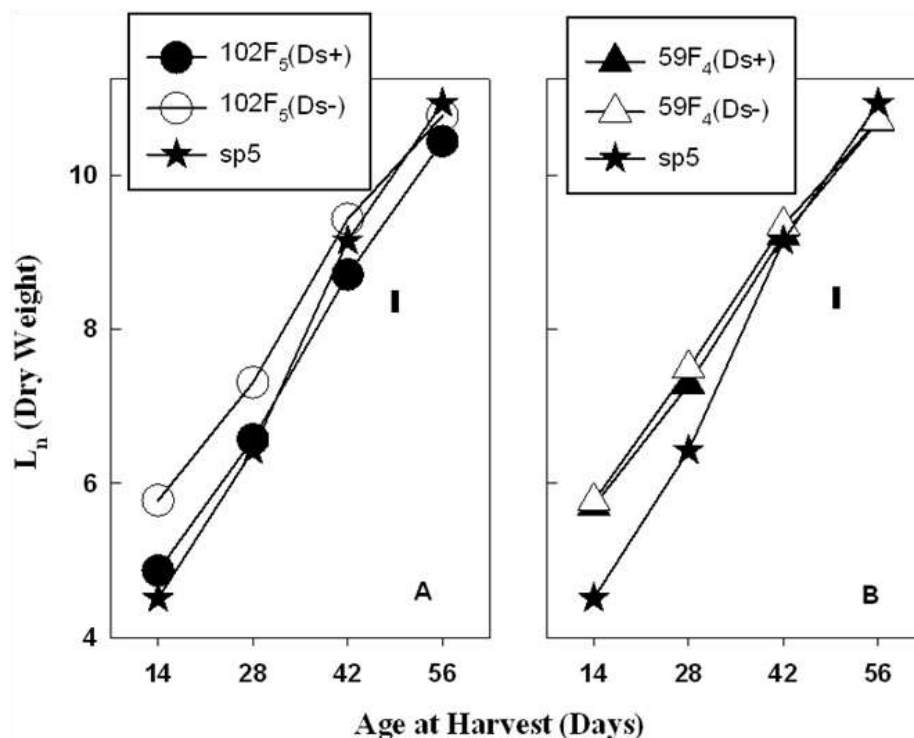 102F5(Ds+)
102F5(Ds-)
sp5
59F4(Ds+)
59F4(Ds-)
sp5
10
8
6
4
Ln (Dry Weight)
A
B
14 28 42 56
14 28 42 56
Age at Harvest (Days)